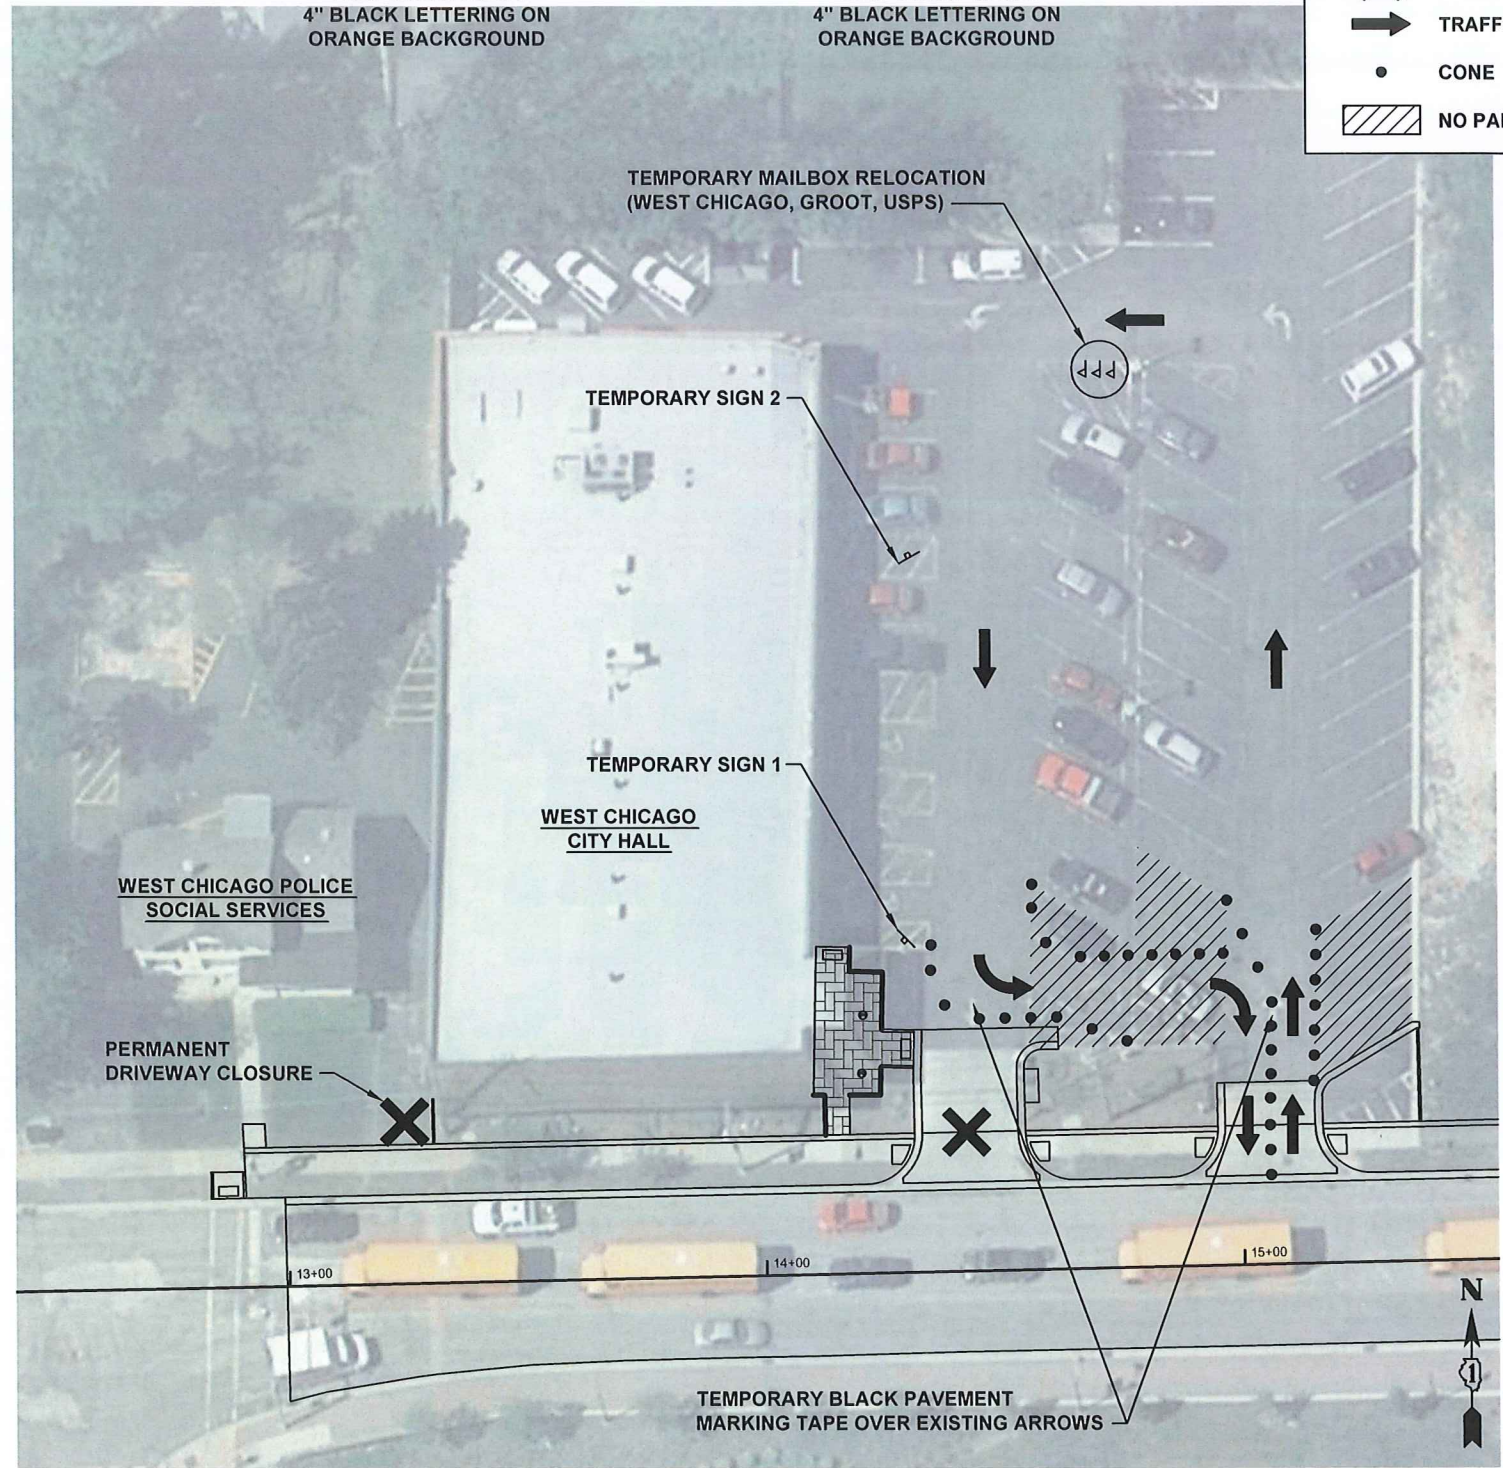 4" BLACK LETTERING ON
ORANGE BACKGROUND
4" BLACK LETTERING ON
ORANGE BACKGROUND
CONE
TEMPORARY MAILBOX RELOCATION
(WEST CHICAGO, GROOT, USPS)
TEMPORARY SIGN 2
TEMPORARY SIGN 1
WEST CHICAGO
CITY HALL
WEST CHICAGO POLICE
SOCIAL SERVICES
PERMANENT
DRIVEWAY CLOSURE
13+00
14+00
15+00
N
1
TEMPORARY BLACK PAVEMENT
MARKING TAPE OVER EXISTING ARROWS
NO